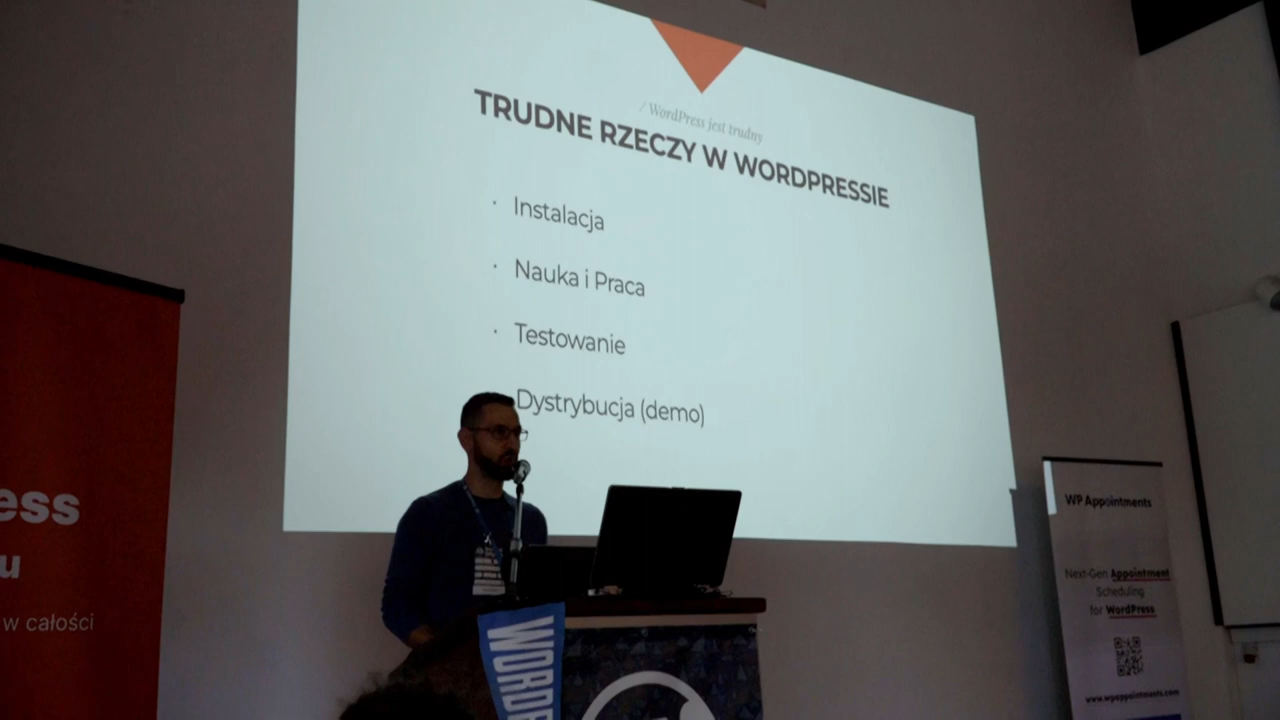 / WordPress jest trudny
TRUDNE RZECZY W WORDPRESSIE
· Instalacja
· Nauka i Praca
· Testowanie
Dystrybucja (demo)
ess
u
w całości
WORDP
WP Appointments
Next-Gen Appointment
Scheduling
for WordPress
www.wpappointments.com